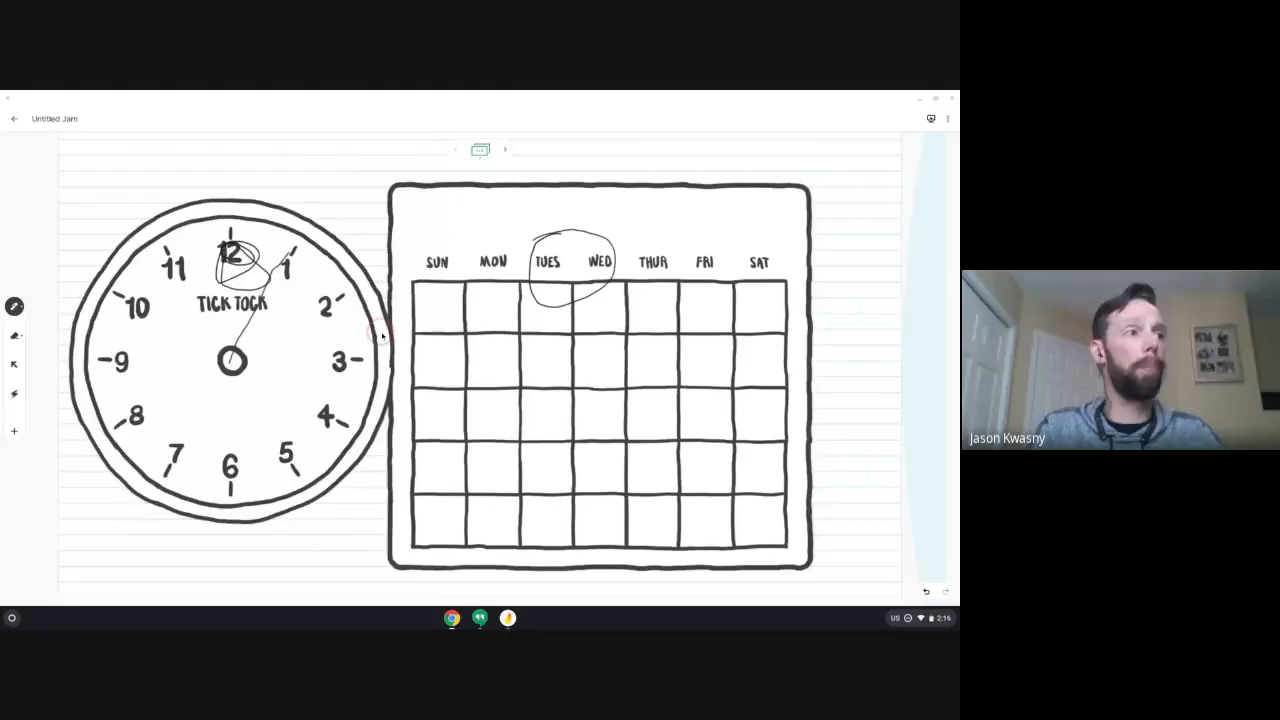 Untitled Jam
SUN MON TUES WED THUR FRI SAT
12
11 1
10 2
TICK TOCK
9 3
8 4
7 5
6
Jason Kwasny
US 2:16